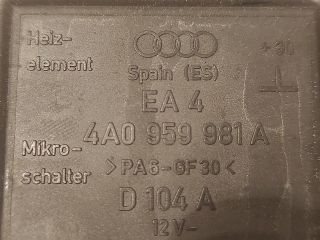 Heiz-
element
+30
Spain (ES)
EA 4
4A0 959 981 A
Mikro-
schalter
>PA6-GF30<
D 104 A
12V-